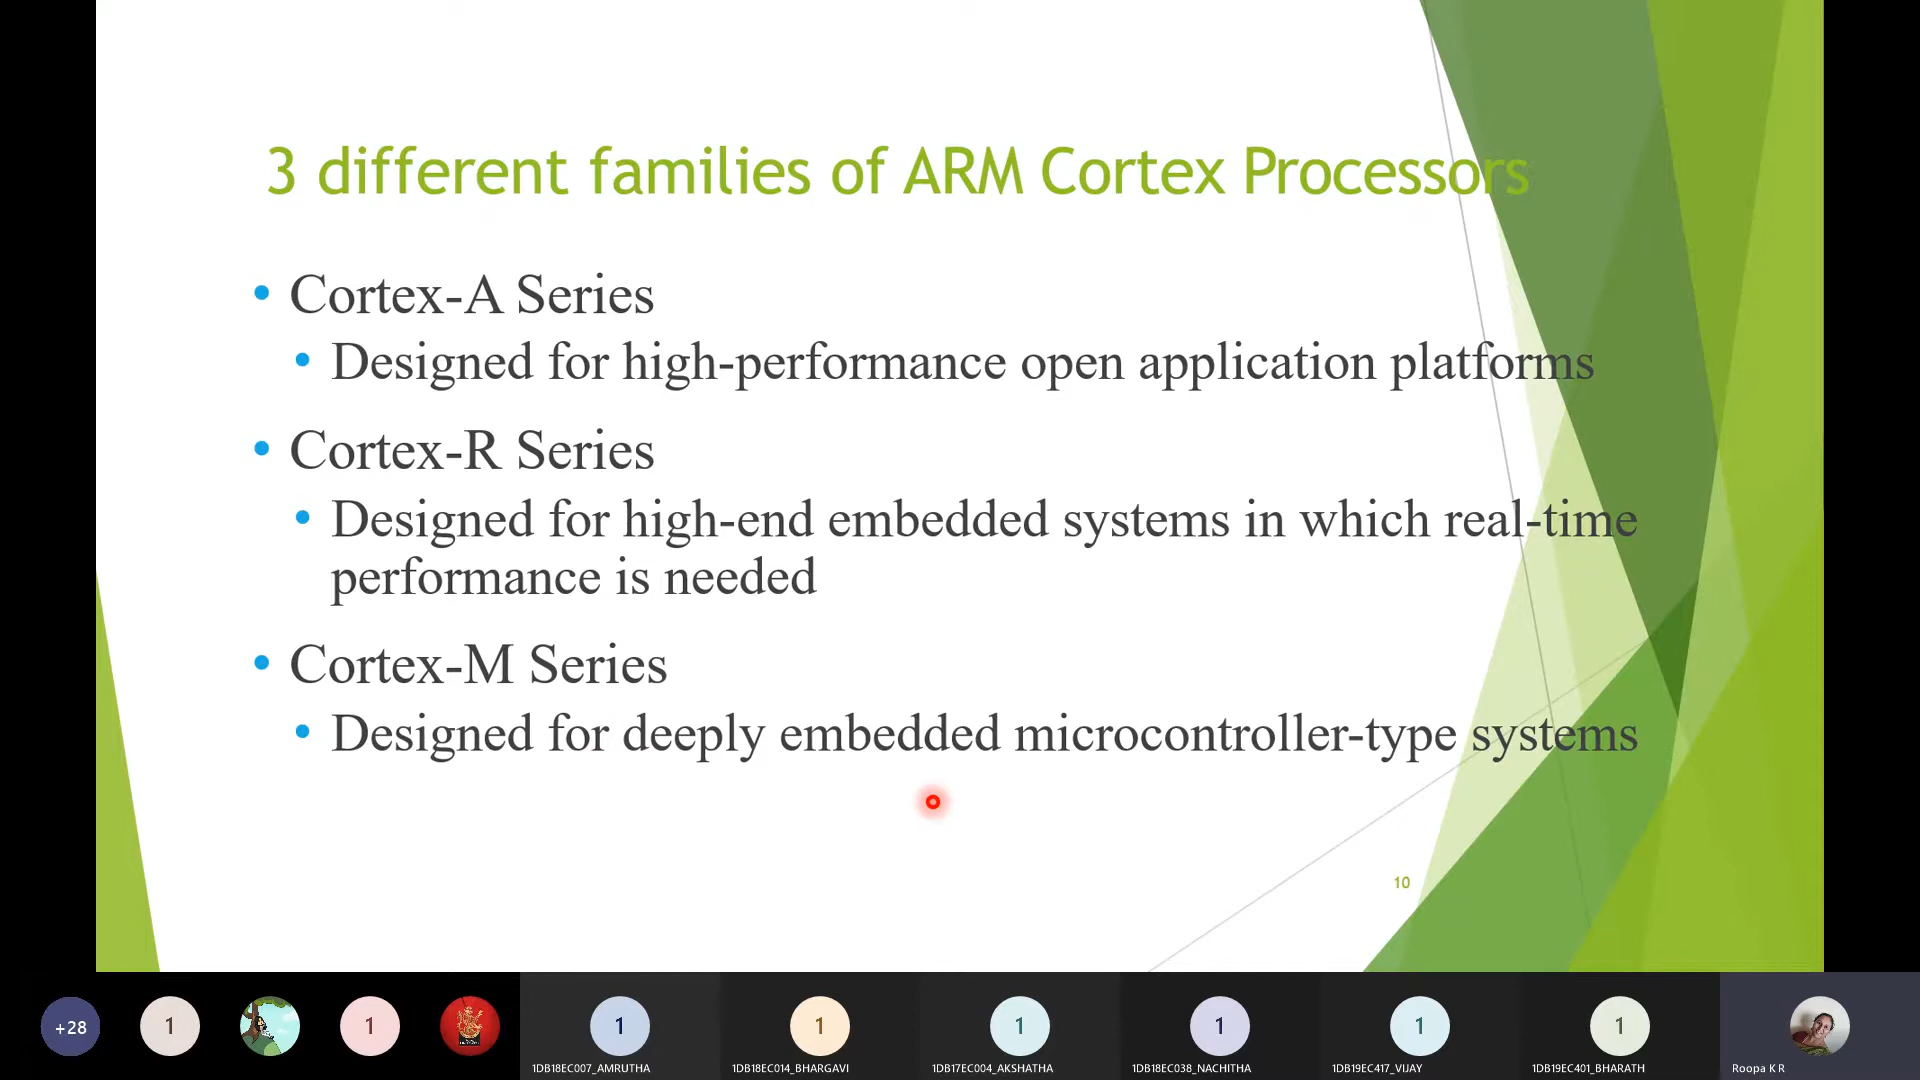 3 different families of ARM Cortex Processors
• Cortex-A Series
• Designed for high-performance open application platforms
• Cortex-R Series
• Designed for high-end embedded systems in which real-time
performance is needed
• Cortex-M Series
• Designed for deeply embedded microcontroller-type systems
10
+28
1
1
1
1
1
1
1
1
1DB18EC007_AMRUTHA
1DB18EC014_BHARGAVI
1DB17EC004_AKSHATHA
1DB18EC038_NACHITHA
1DB19EC417_VIJAY
1DB19EC401_BHARATH
Roopa K R